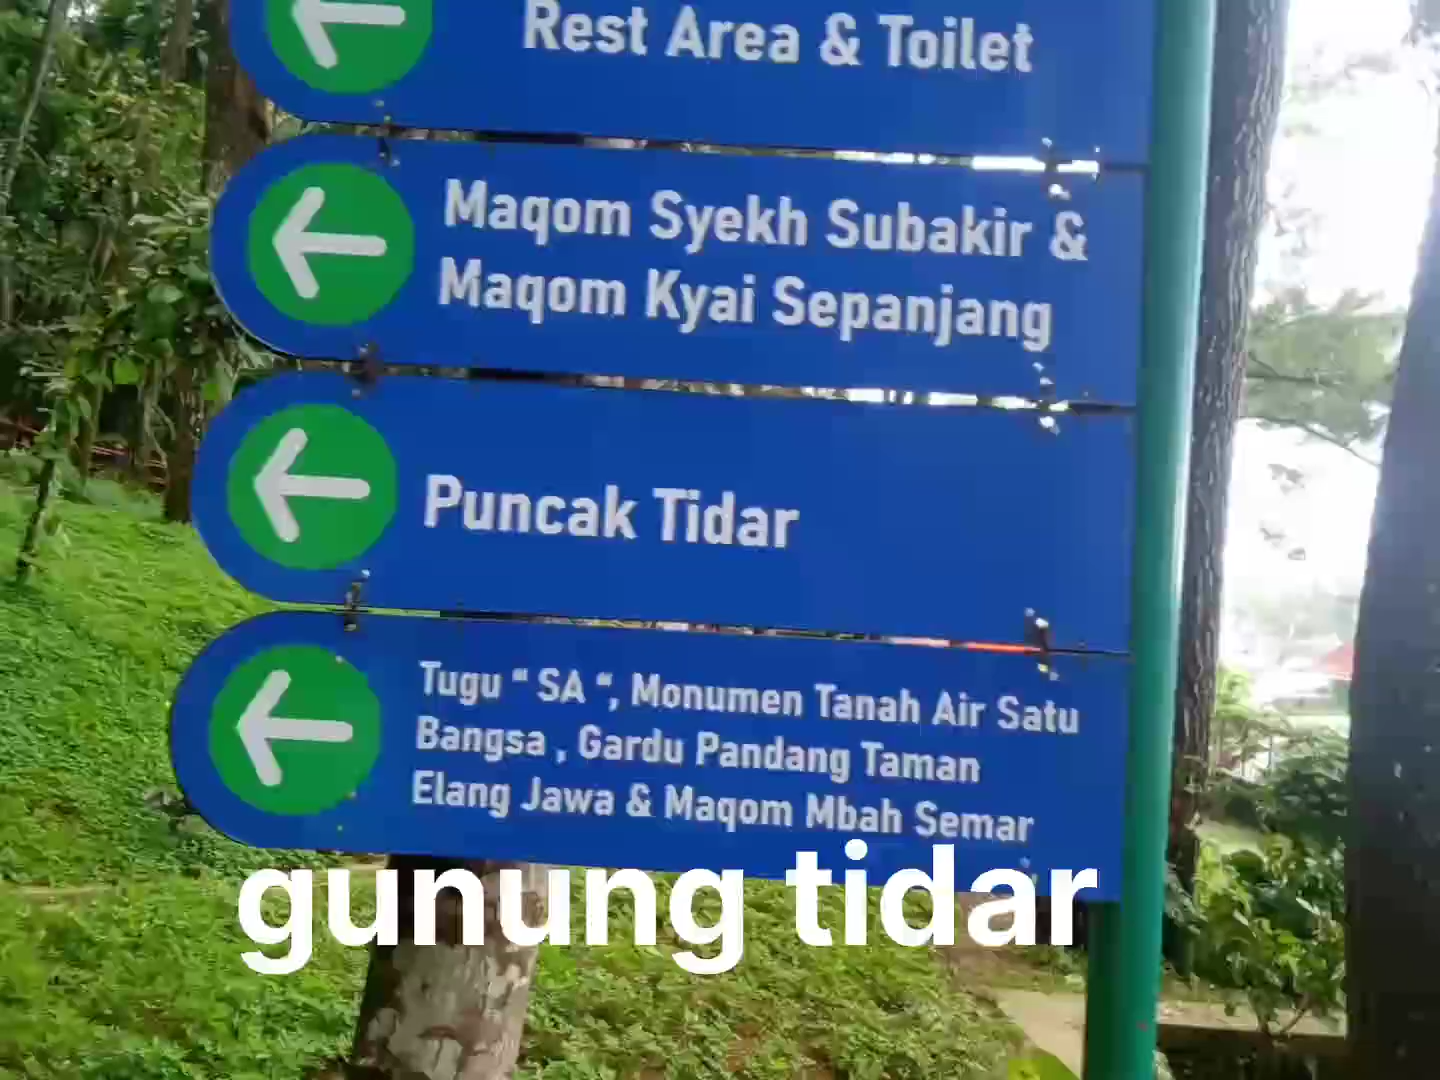 Rest Area & Toilet
Maqom Syekh Subakir &
Maqom Kyai Sepanjang
Puncak Tidar
Tugu “ SA “, Monumen Tanah Air Satu
Bangsa , Gardu Pandang Taman
Elang Jawa & Maqom Mbah Semar
gunung tidar